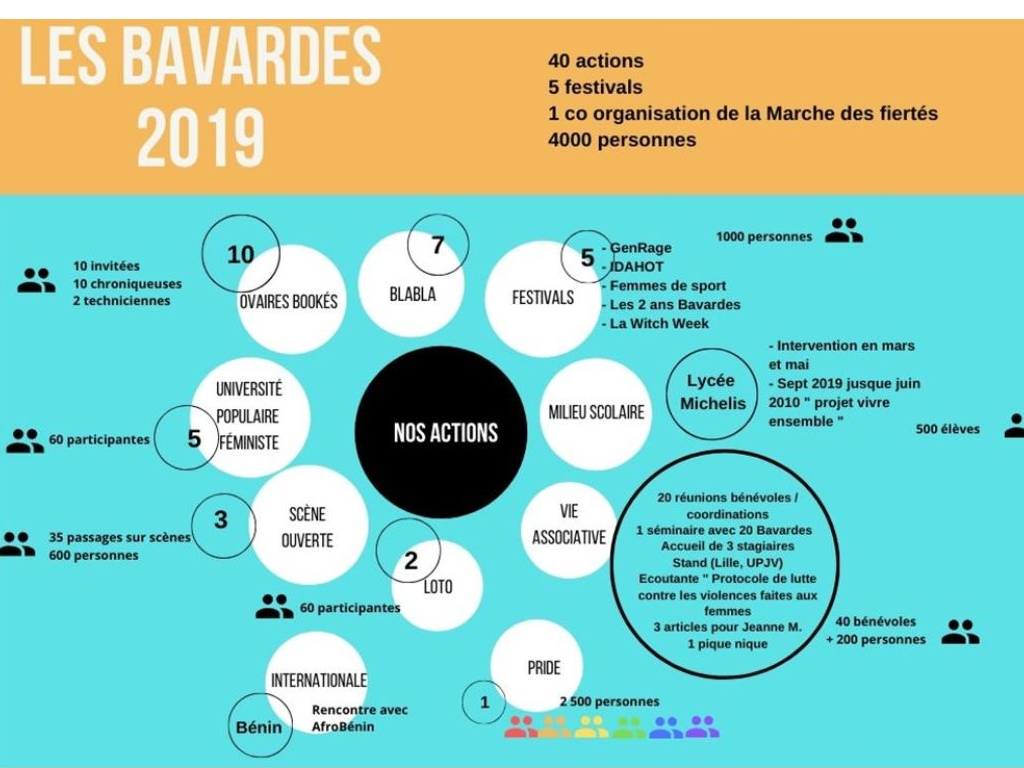 LES BAVARDES
2019
40 actions
5 festivals
1 co organisation de la Marche des fiertés
4000 personnes
10 invitées
10 chroniqueuses
2 techniciennes
10
OVAIRES BOOKÉS
7
BLABLA
5
FESTIVALS
- GenRage
- IDAHOT
- Femmes de sport
- Les 2 ans Bavardes
- La Witch Week
1000 personnes
60 participantes
5
UNIVERSITÉ
POPULAIRE
FÉMINISTE
NOS ACTIONS
MILIEU SCOLAIRE
Lycée
Michelis
- Intervention en mars
et mai
- Sept 2019 jusque juin
2010 " projet vivre
ensemble "
500 élèves
35 passages sur scènes
600 personnes
3
SCÈNE
OUVERTE
2
LOTO
60 participantes
VIE
ASSOCIATIVE
20 réunions bénévoles /
coordinations
1 séminaire avec 20 Bavardes
Accueil de 3 stagiaires
Stand (Lille, UPJV)
Ecoutante " Protocole de lutte
contre les violences faites aux
femmes
3 articles pour Jeanne M.
1 pique nique
40 bénévoles
+ 200 personnes
INTERNATIONALE
Bénin
Rencontre avec
AfroBénin
PRIDE
1
2 500 personnes